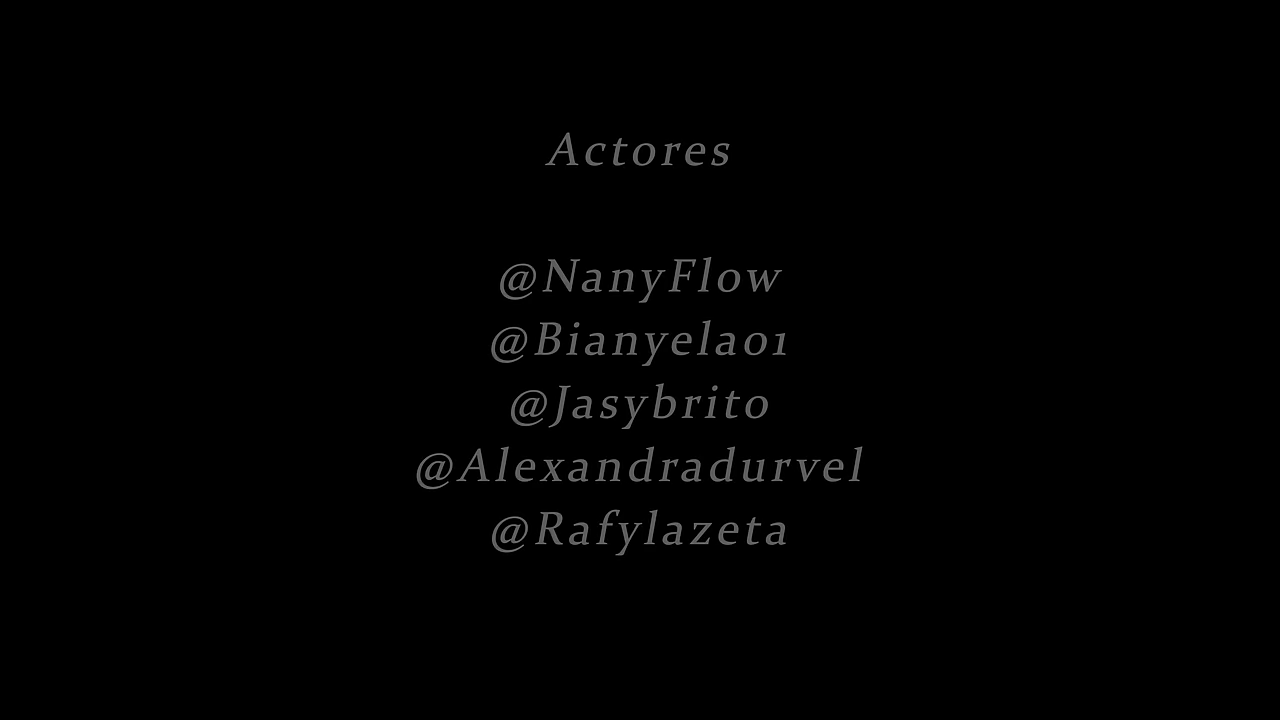 Actores
@NanyFlow
@Bianyela01
@Jasybrito
@Alexandradurvel
@Rafylazeta